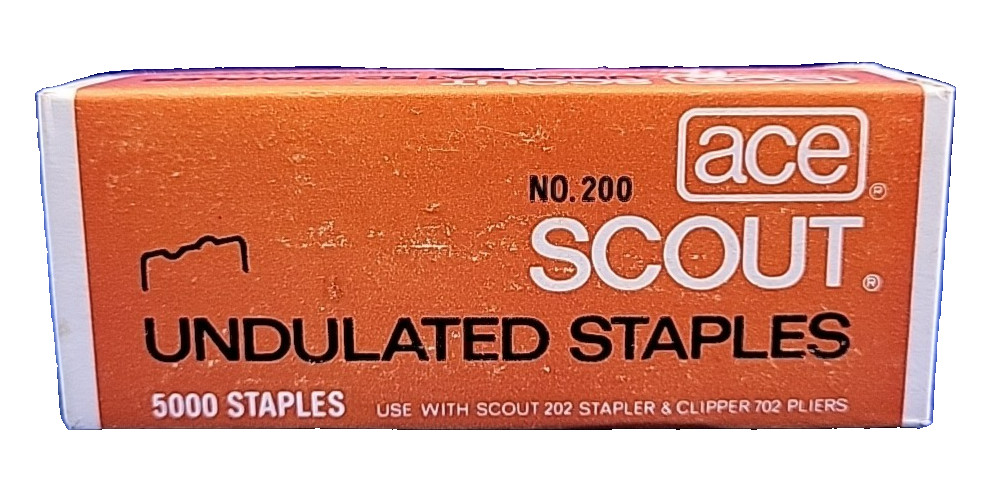 ace ®
NO. 200
SCOUT ®
UNDULATED STAPLES
5000 STAPLES USE WITH SCOUT 202 STAPLER & CLIPPER 702 PLIERS